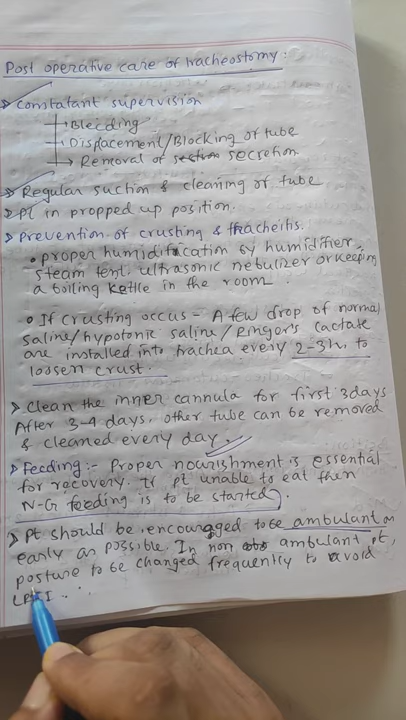 Post operative care of tracheostomy:
> Constatant supervision
→ Bleeding
→ Displacement/Blocking of tube
→ Removal of secretion
> Regular suction & cleaning of tube
> Pt in propped up position.
> Prevention of crusting & tracheitis.
• proper humidification by humidifier,
steam tent, ultrasonic nebulizer or keeping
a boiling kettle in the room.
• If crusting occus - A few drop of normal
saline/hypotonic saline/Ringer's Lactate
are installed into trachea every 2-3h, to
loosen crust.
> Clean the inner cannula for first 3 days
After 3-4 days, other tube can be removed
& cleaned every day.
> Feeding :- Proper nourishment is essential
for recovery. If pt unable to eat then
N-G feeding is to be started.
> Pt should be encouraged to be ambulant as
early as possible. In non ambulant pt,
posture to be changed frequently to avoid